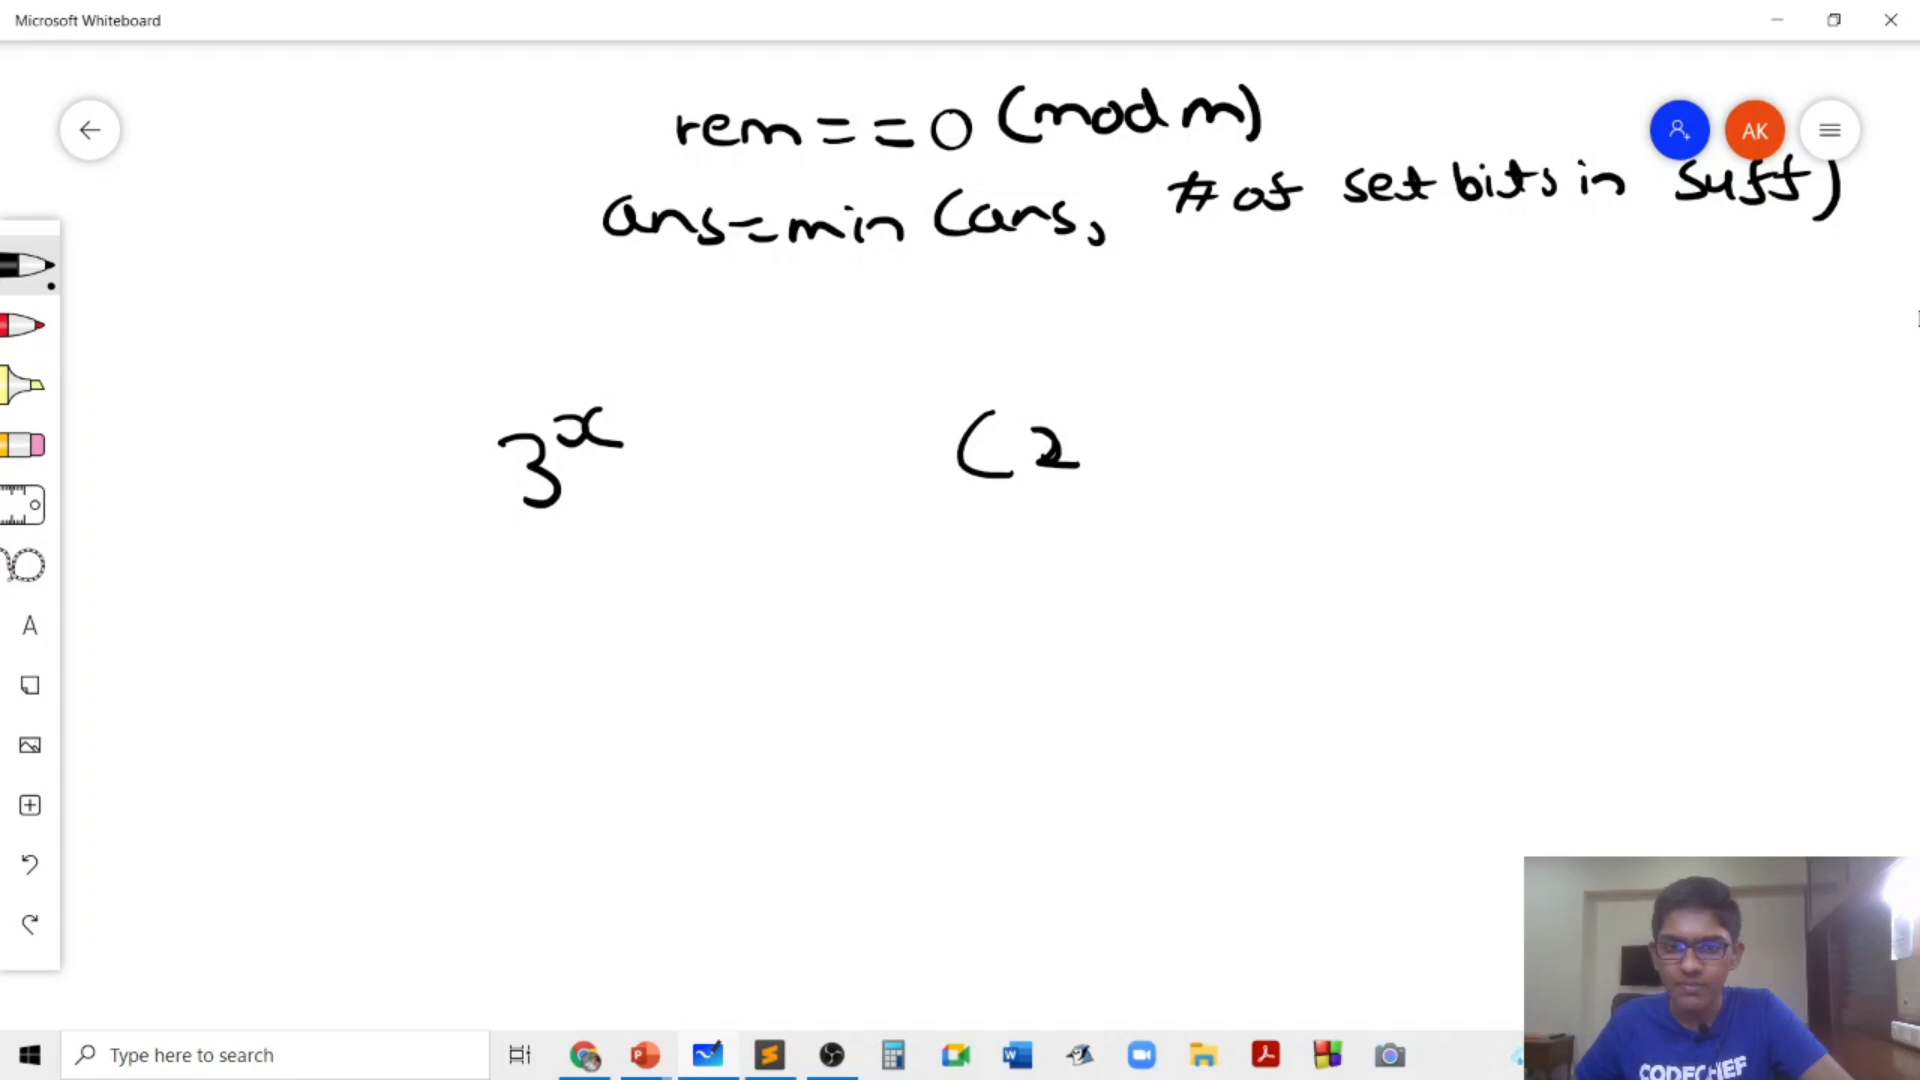 Microsoft Whiteboard
rem == 0 (mod m)
AK
ans = min (ans, # of set bits in suff)
3^x (2
A
Type here to search
CODECHEF